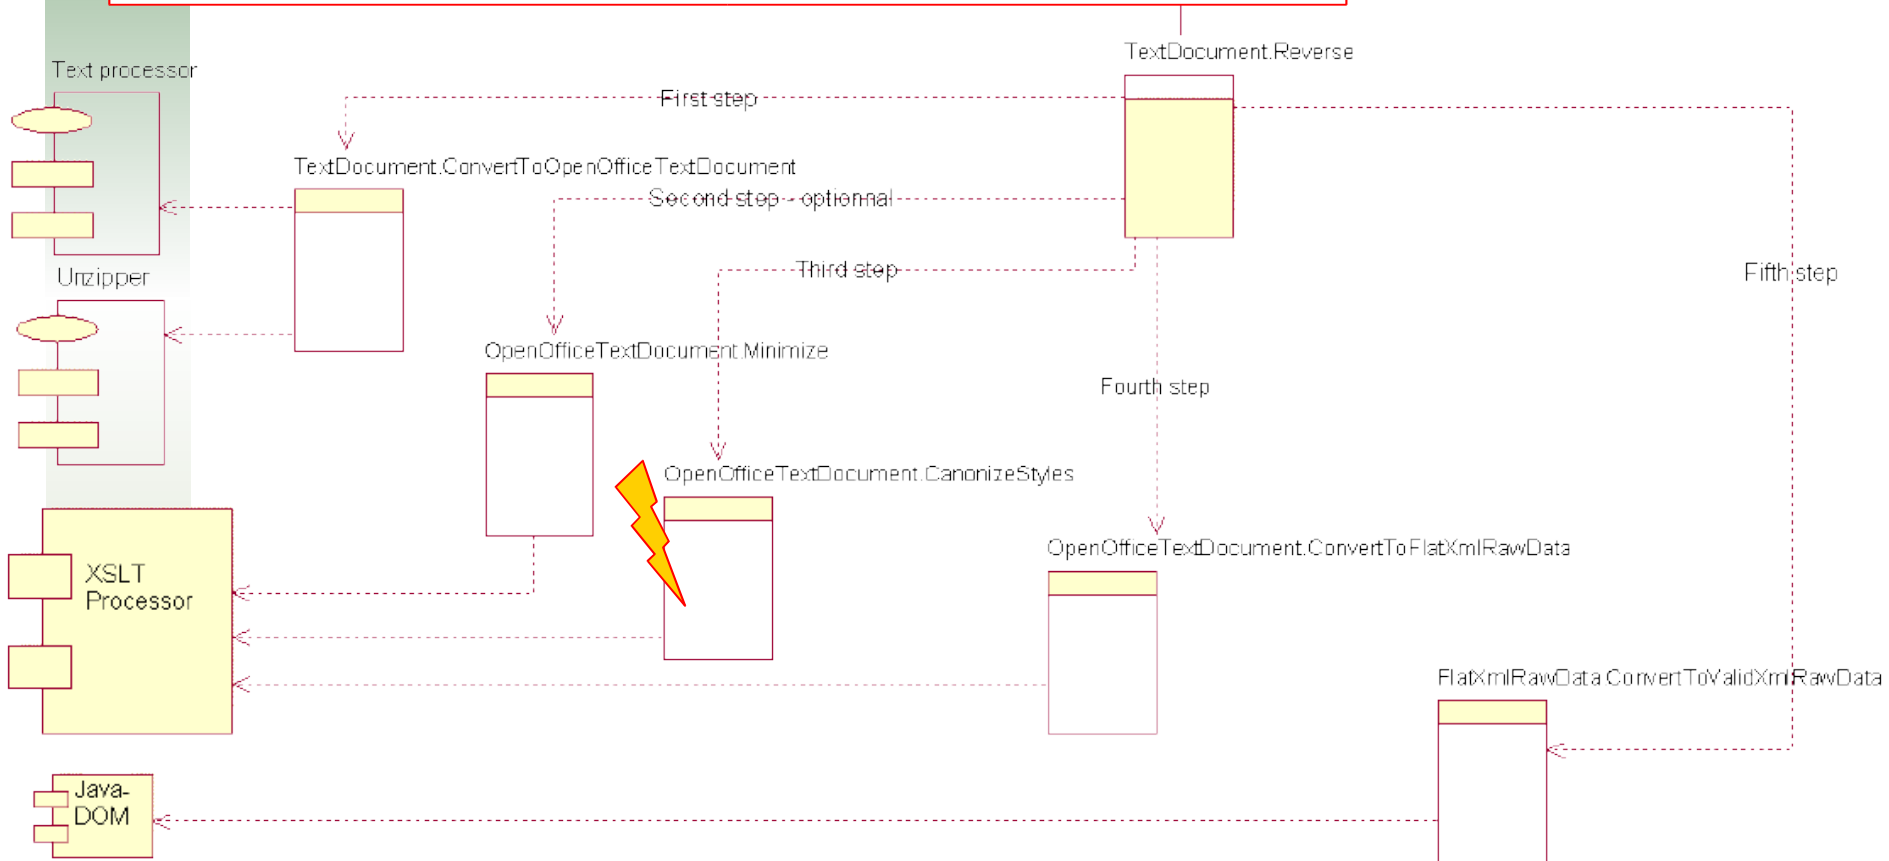 TextDocument.Reverse
Text processor
First step
TextDocument.ConvertToOpenOfficeTextDocument
Second step - optionnal
Third step
Fifth step
Unzipper
OpenOfficeTextDocument.Minimize
Fourth step
OpenOfficeTextDocument.CanonizeStyles
OpenOfficeTextDocument.ConvertToFlatXmlRawData
XSLT
Processor
FlatXmlRawData.ConvertToValidXmlRawData
Java-
DOM